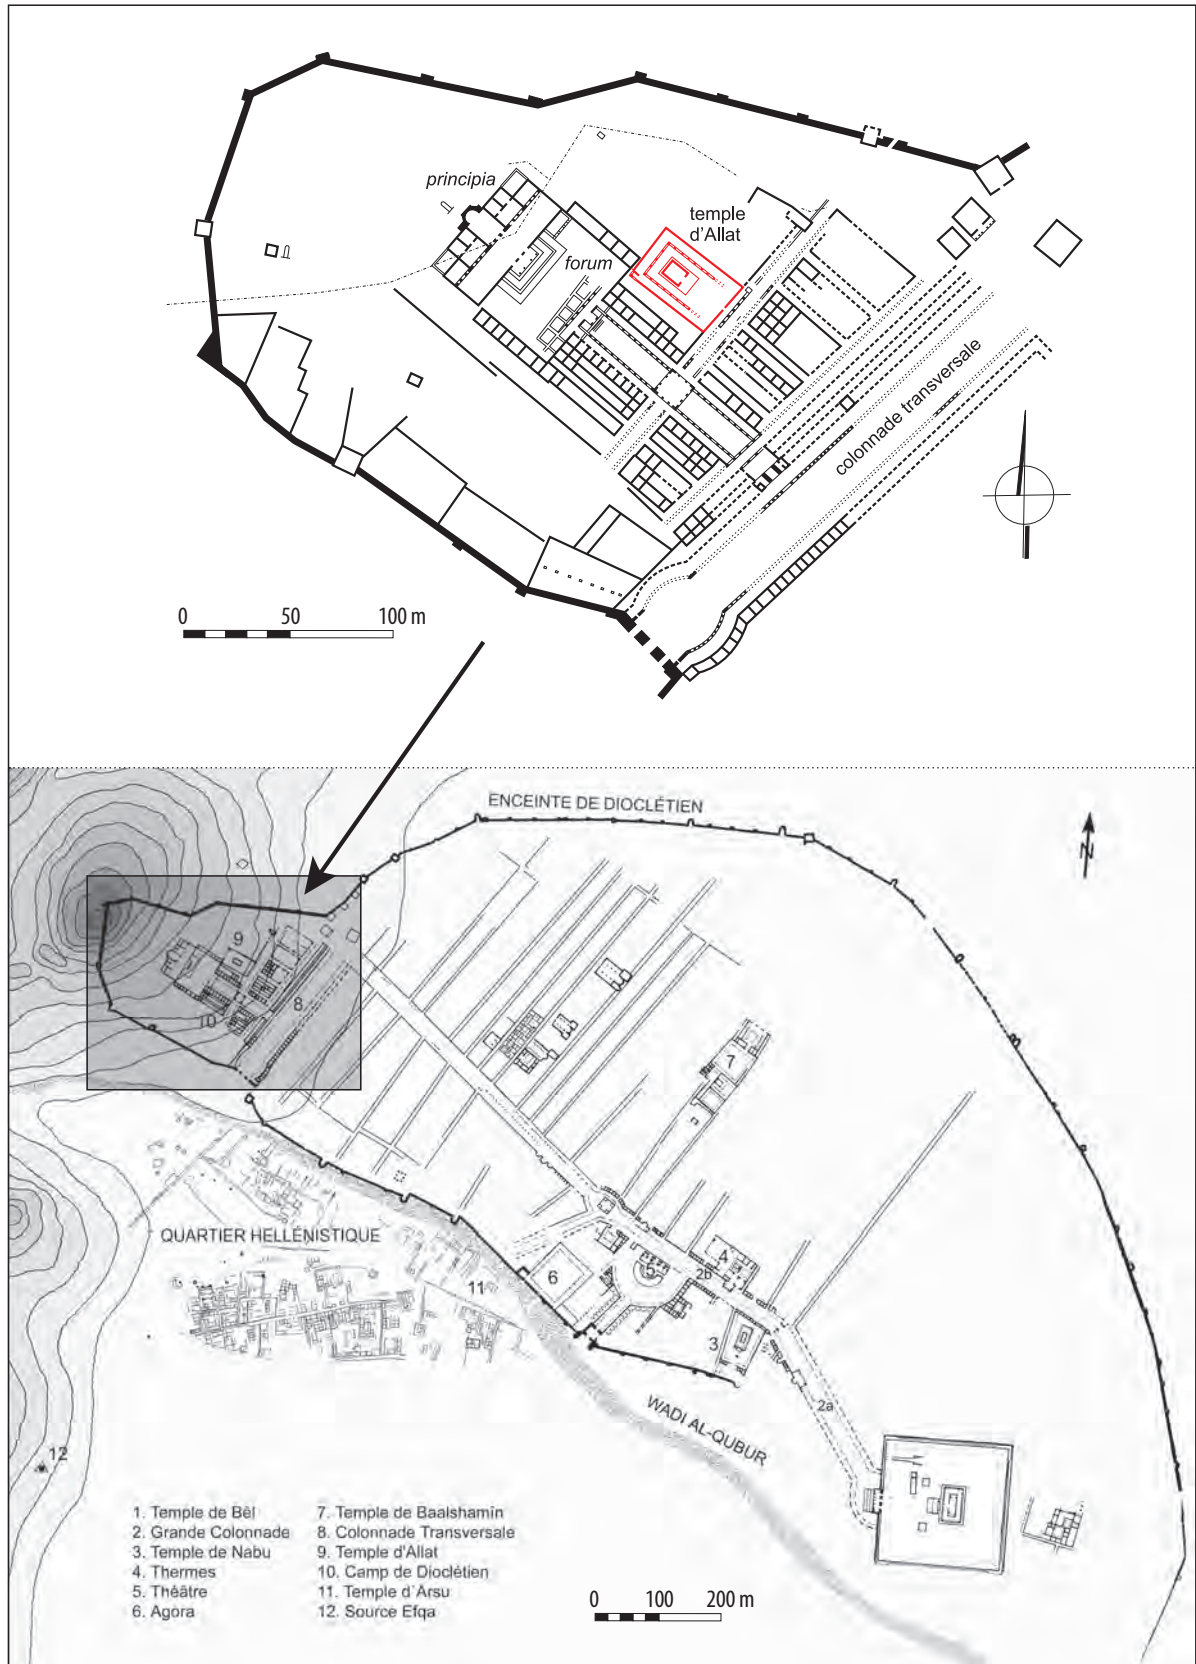 principia
temple
d'Allat
forum
colonnade transversale
0 50 100 m
ENCEINTE DE DIOCLÉTIEN
N
9
8
10
7
QUARTIER HELLÉNISTIQUE
11
6
5
4
2b
3
2a
WADI AL-QUBUR
12
1. Temple de Bêl
2. Grande Colonnade
3. Temple de Nabu
4. Thermes
5. Théâtre
6. Agora
7. Temple de Baalshamîn
8. Colonnade Transversale
9. Temple d'Allat
10. Camp de Dioclétien
11. Temple d'Arsu
12. Source Efqa
0 100 200 m